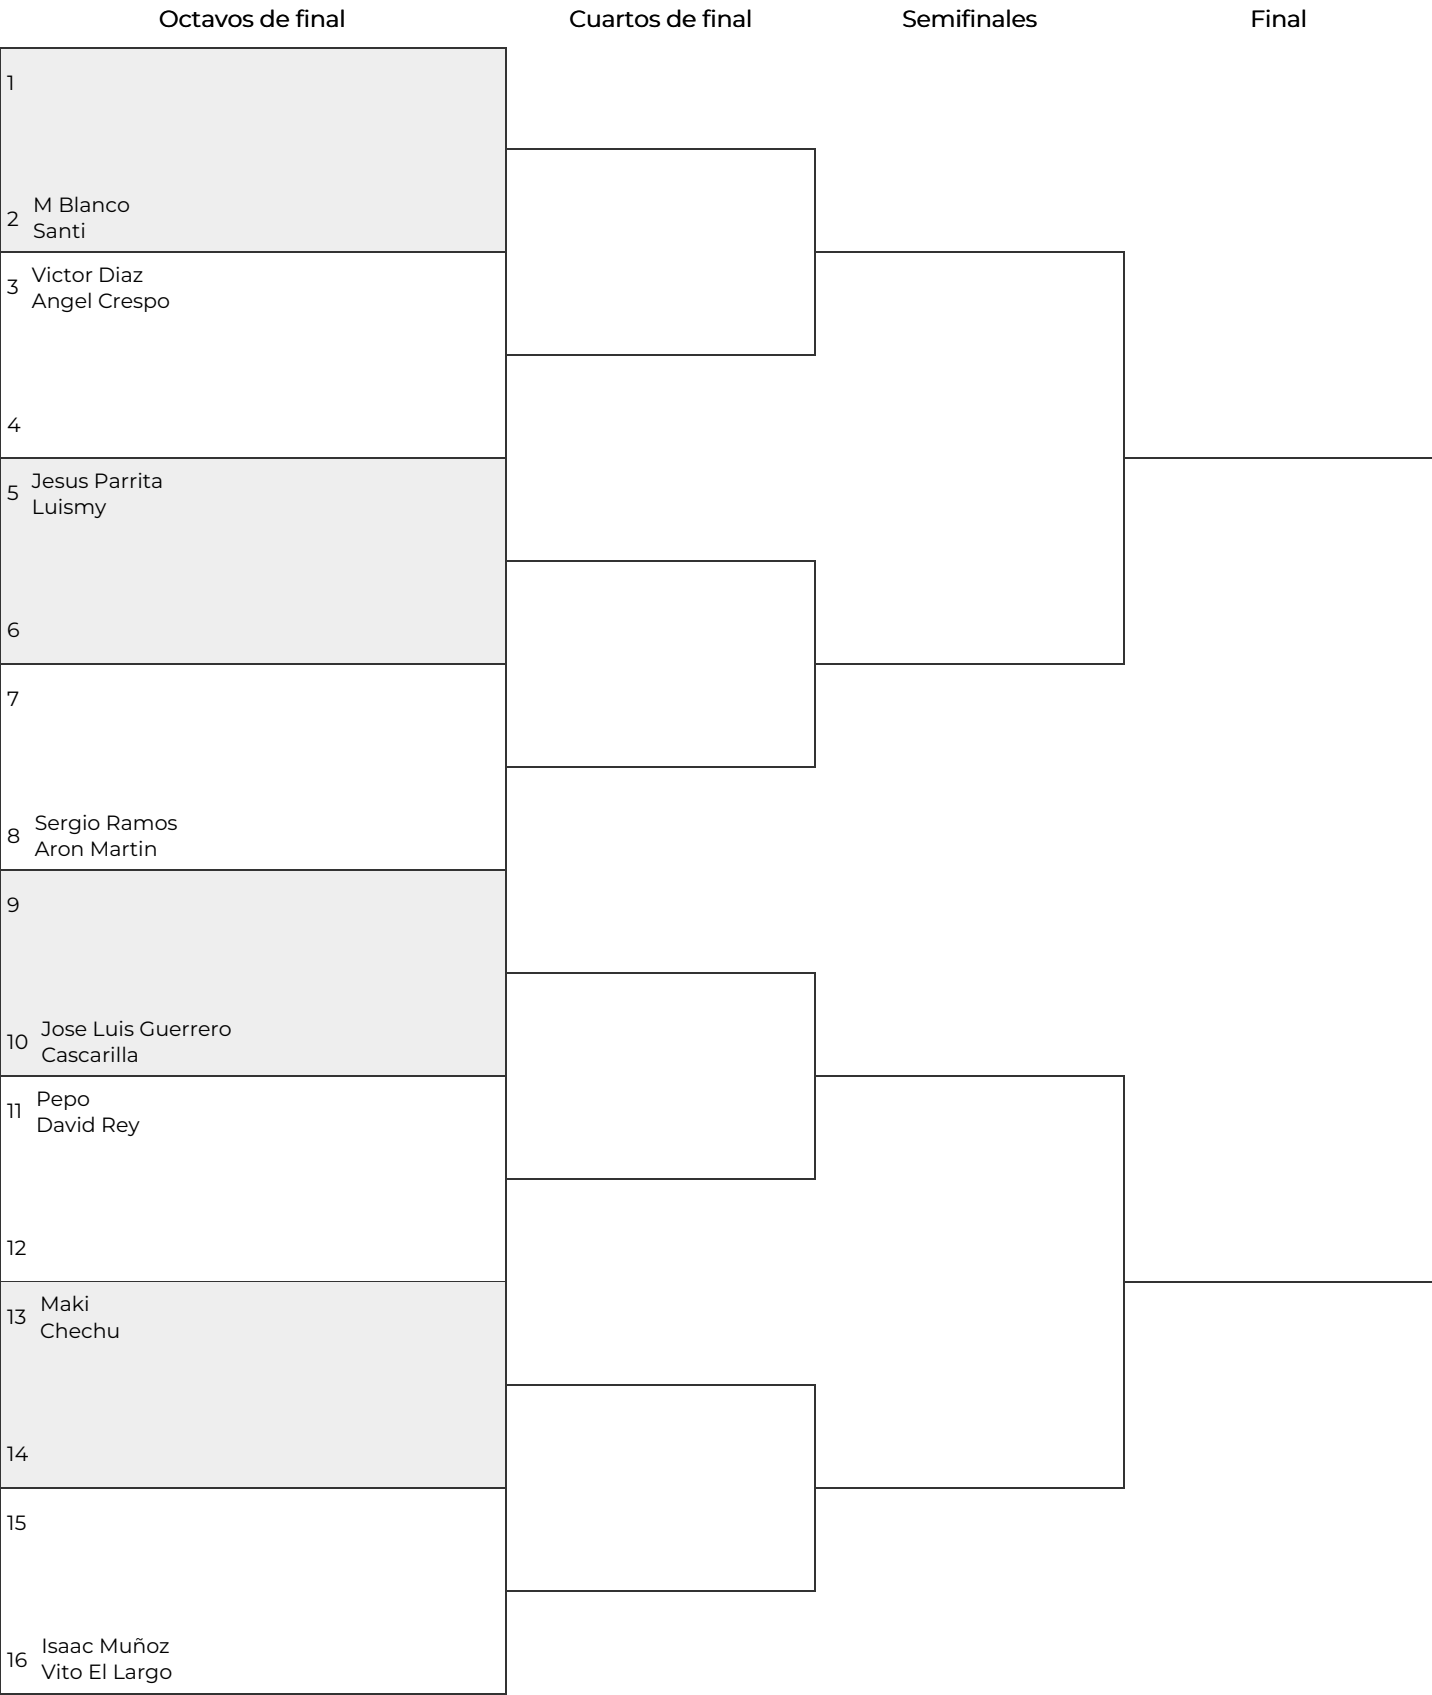 Octavos de final
Cuartos de final
Semifinales
Final
1
2
M Blanco
Santi
3
Victor Diaz
Angel Crespo
4
5
Jesus Parrita
Luismy
6
7
8
Sergio Ramos
Aron Martin
9
10
Jose Luis Guerrero
Cascarilla
11
Pepo
David Rey
12
13
Maki
Chechu
14
15
16
Isaac Muñoz
Vito El Largo